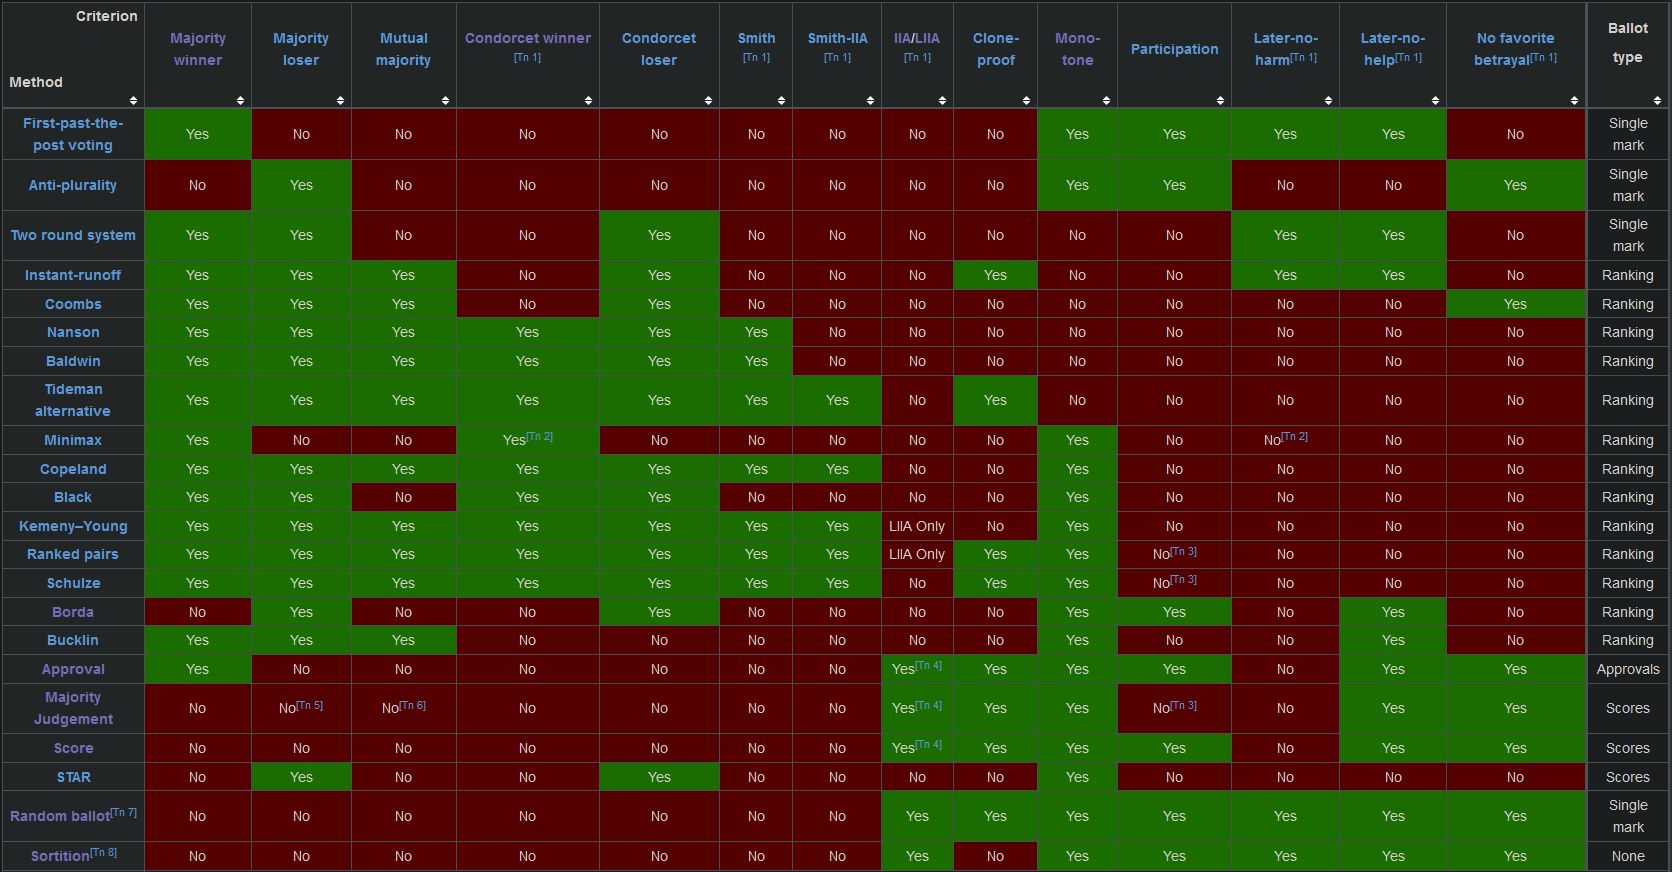 Criterion
Method
Majority winner
Majority loser
Mutual majority
Condorcet winner [Tn 1]
Condorcet loser
Smith [Tn 1]
Smith-IIA [Tn 1]
IIA/LIIA [Tn 1]
Clone-proof
Mono-tone
Participation
Later-no-harm[Tn 1]
Later-no-help[Tn 1]
No favorite betrayal[Tn 1]
Ballot type
First-past-the-post voting Yes No No No No No No No No Yes Yes Yes Yes No Single mark
Anti-plurality No Yes No No No No No No No Yes Yes No No Yes Single mark
Two round system Yes Yes No No Yes No No No No No No Yes Yes No Single mark
Instant-runoff Yes Yes Yes No Yes No No No Yes No No Yes Yes No Ranking
Coombs Yes Yes Yes No Yes No No No No No No No No Yes Ranking
Nanson Yes Yes Yes Yes Yes Yes No No No No No No No No Ranking
Baldwin Yes Yes Yes Yes Yes Yes No No No No No No No No Ranking
Tideman alternative Yes Yes Yes Yes Yes Yes Yes No Yes No No No No No Ranking
Minimax Yes No No Yes[Tn 2] No No No No No Yes No No[Tn 2] No No Ranking
Copeland Yes Yes Yes Yes Yes Yes Yes No No Yes No No No No Ranking
Black Yes Yes No Yes Yes No No No No Yes No No No No Ranking
Kemeny–Young Yes Yes Yes Yes Yes Yes Yes LIIA Only No Yes No No No No Ranking
Ranked pairs Yes Yes Yes Yes Yes Yes Yes LIIA Only Yes Yes No[Tn 3] No No No Ranking
Schulze Yes Yes Yes Yes Yes Yes Yes No Yes Yes No[Tn 3] No No No Ranking
Borda No Yes No No Yes No No No No Yes Yes No Yes No Ranking
Bucklin Yes Yes Yes No No No No No No Yes No No Yes No Ranking
Approval Yes No No No No No No Yes[Tn 4] Yes Yes Yes No Yes Yes Approvals
Majority Judgement No No[Tn 5] No[Tn 6] No No No No Yes[Tn 4] Yes Yes No[Tn 3] No Yes Yes Scores
Score No No No No No No No Yes[Tn 4] Yes Yes Yes No Yes Yes Scores
STAR No Yes No No Yes No No No No Yes No No No No Scores
Random ballot[Tn 7] No No No No No No No Yes Yes Yes Yes Yes Yes Yes Single mark
Sortition[Tn 8] No No No No No No No Yes No Yes Yes Yes Yes Yes None